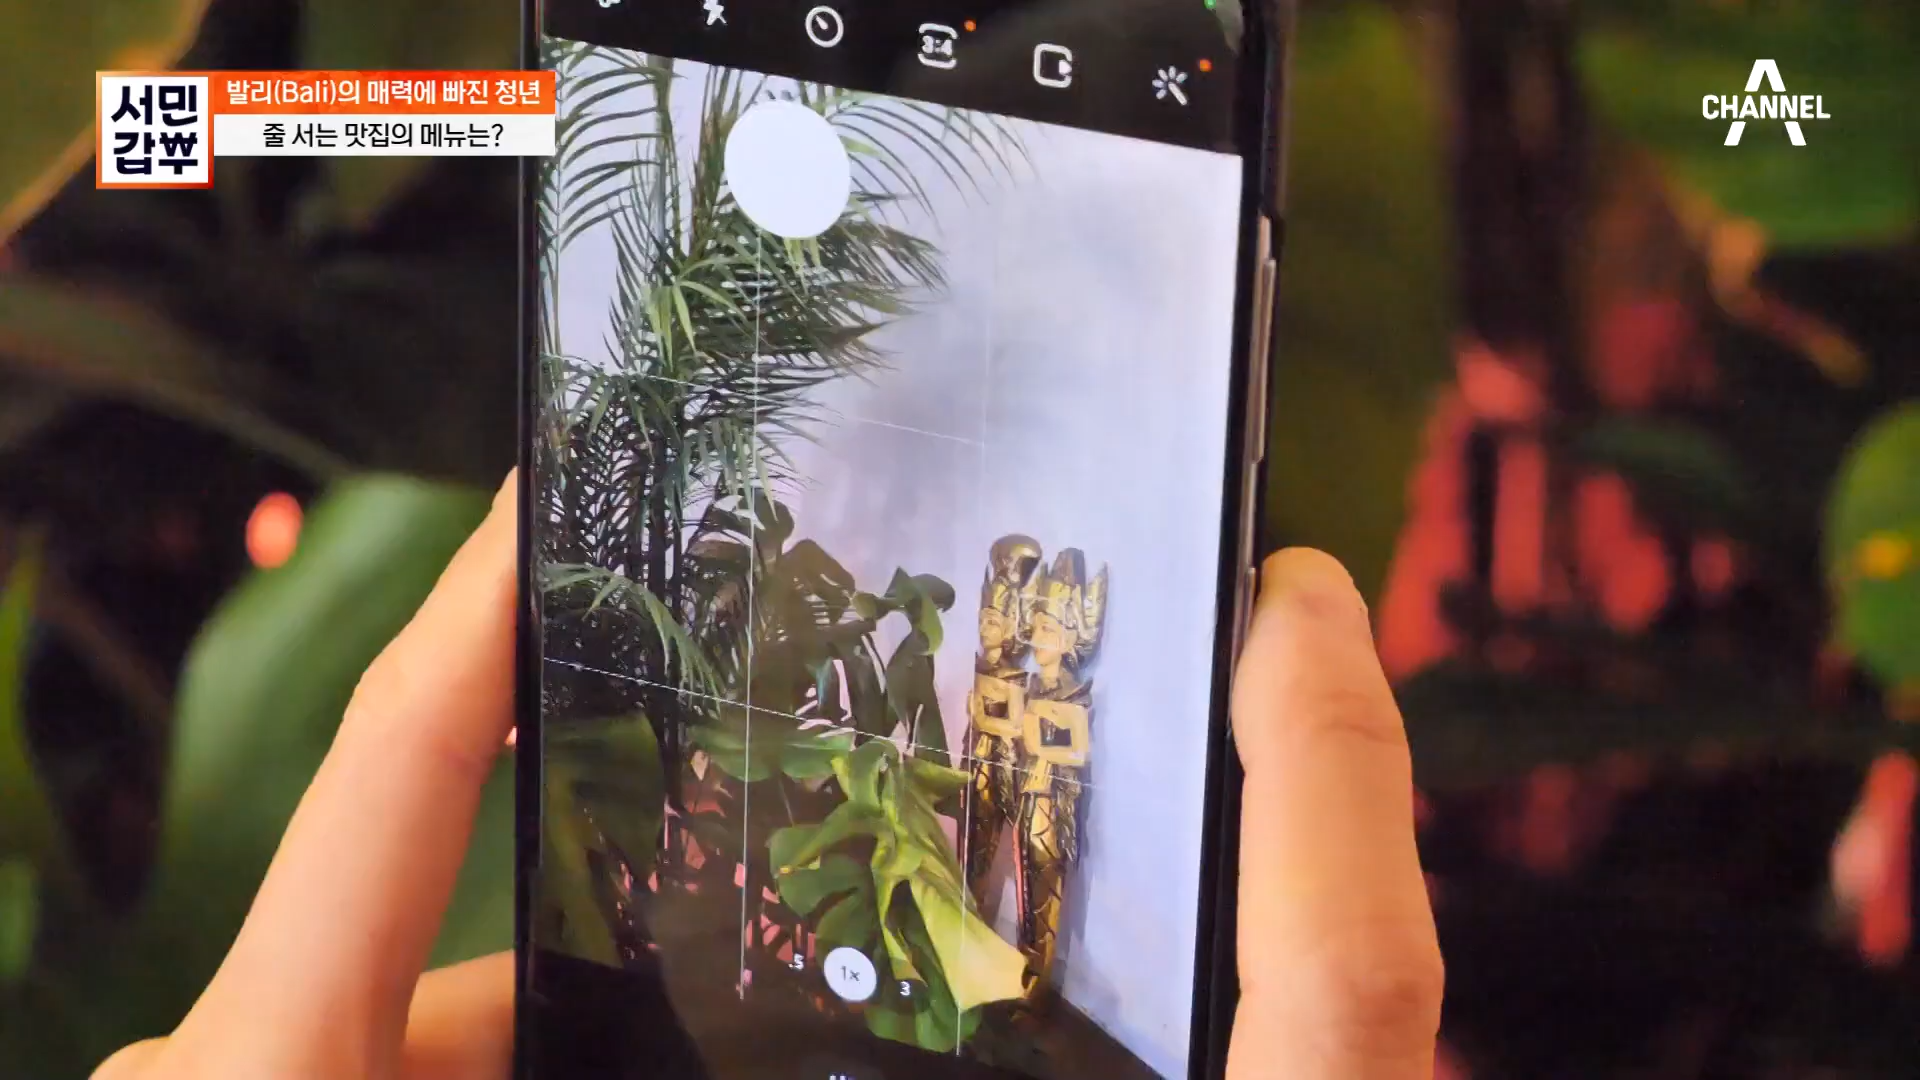 서민
갑₩부
발리(Bali)의 매력에 빠진 청년
줄 서는 맛집의 메뉴는?
CHANNEL
A
3:4
.5
1x
3